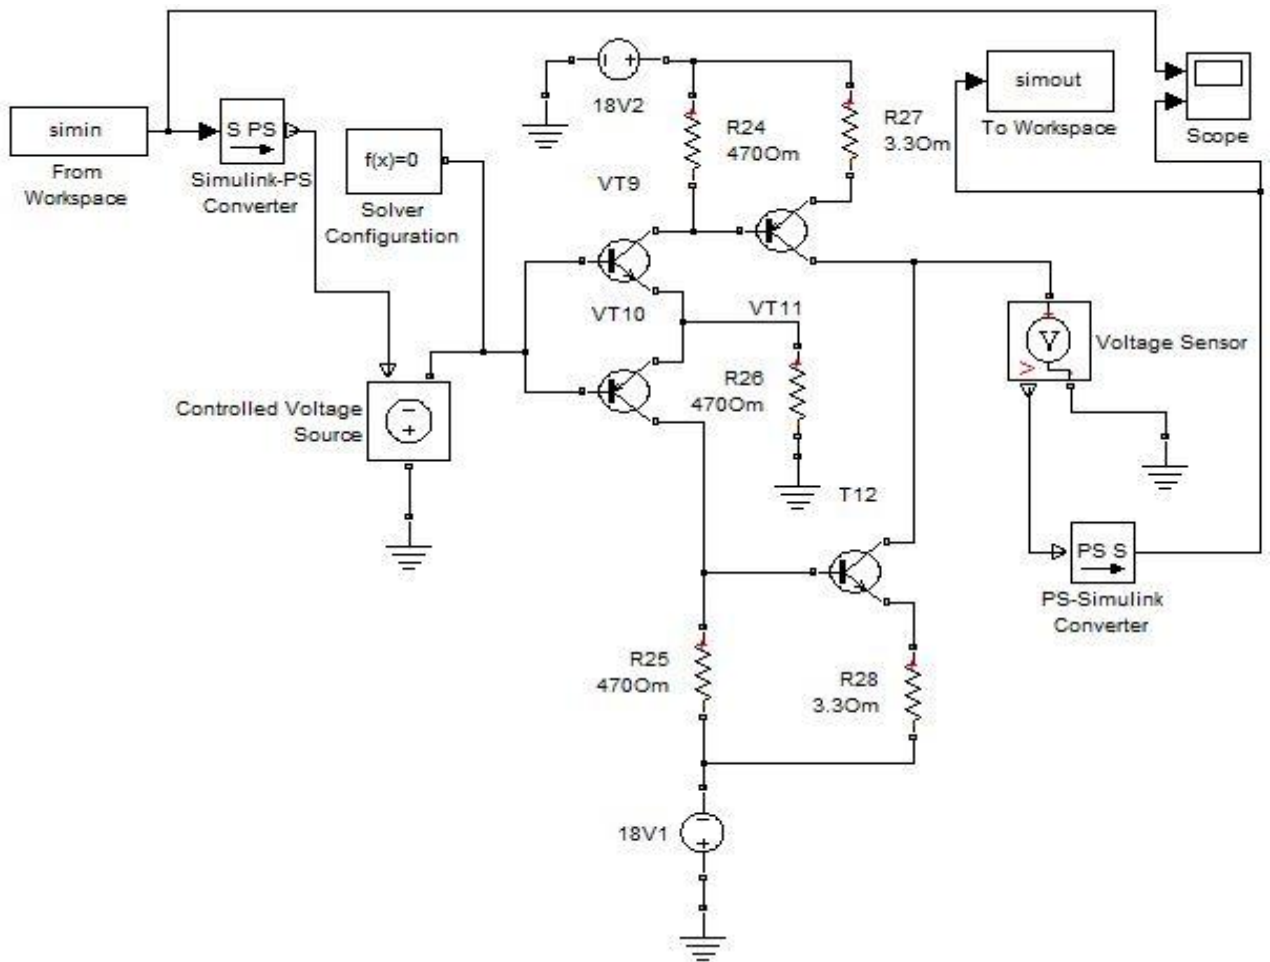 simin
From
Workspace
S PS
Simulink-PS
Converter
f(x)=0
Solver
Configuration
18V2
R24
470Om
R27
3.3Om
simout
To Workspace
Scope
VT9
VT10
VT11
R26
470Om
Controlled Voltage
Source
V
V
Voltage Sensor
T12
PS S
PS-Simulink
Converter
R25
470Om
R28
3.3Om
18V1